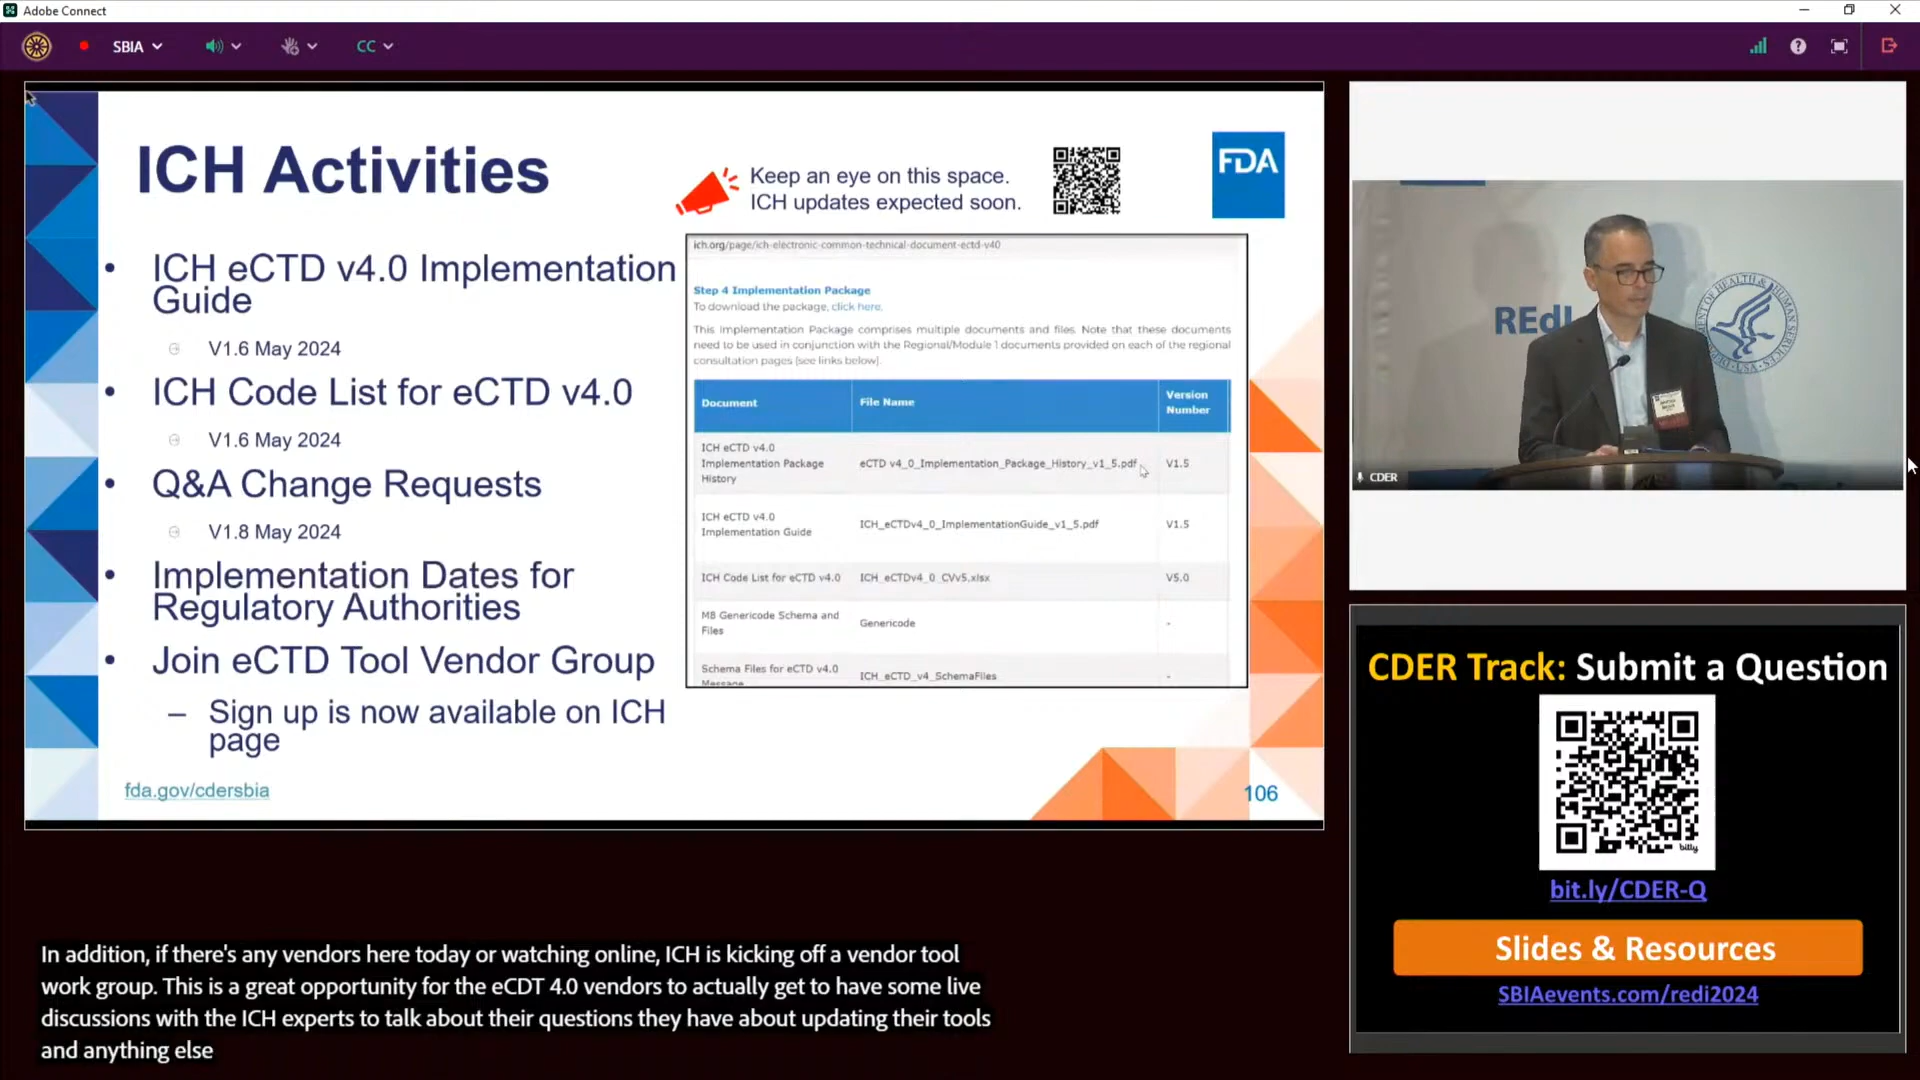 Adobe Connect
SBIA
CC
ICH Activities
Keep an eye on this space.
ICH updates expected soon.
FDA
• ICH eCTD v4.0 Implementation
Guide
V1.6 May 2024
• ICH Code List for eCTD v4.0
V1.6 May 2024
• Q&A Change Requests
V1.8 May 2024
• Implementation Dates for
Regulatory Authorities
• Join eCTD Tool Vendor Group
– Sign up is now available on ICH
page
fda.gov/cdersbia
106
ich.org/page/ich-electronic-common-technical-document-ectd-v40
Step 4 Implementation Package
To download the package, click here.
This Implementation Package comprises multiple documents and files. Note that these documents
need to be used in conjunction with the Regional/Module 1 documents provided on each of the regional
consultation pages (see links below).
Document File Name Version
Number
ICH eCTD v4.0
Implementation Package
History
eCTD v4_0_Implementation_Package_History_v1_5.pdf V1.5
ICH eCTD v4.0
Implementation Guide
ICH_eCTDv4_0_ImplementationGuide_v1_5.pdf V1.5
ICH Code List for eCTD v4.0 ICH_eCTDv4_0_CVv5.xlsx V5.0
M8 Genericode Schema and
Files
Genericode -
Schema Files for eCTD v4.0
Message
ICH_eCTD_v4_SchemaFiles -
REdI
DEPARTMENT OF HEALTH & HUMAN SERVICES · USA
CDER
CDER Track: Submit a Question
bitly
bit.ly/CDER-Q
Slides & Resources
SBIAevents.com/redi2024
In addition, if there's any vendors here today or watching online, ICH is kicking off a vendor tool
work group. This is a great opportunity for the eCDT 4.0 vendors to actually get to have some live
discussions with the ICH experts to talk about their questions they have about updating their tools
and anything else